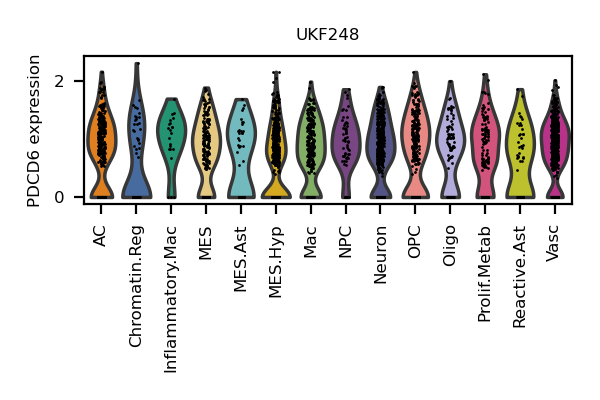 UKF248
PDCD6 expression
2
0
AC
Chromatin.Reg
Inflammatory.Mac
MES
MES.Ast
MES.Hyp
Mac
NPC
Neuron
OPC
Oligo
Prolif.Metab
Reactive.Ast
Vasc